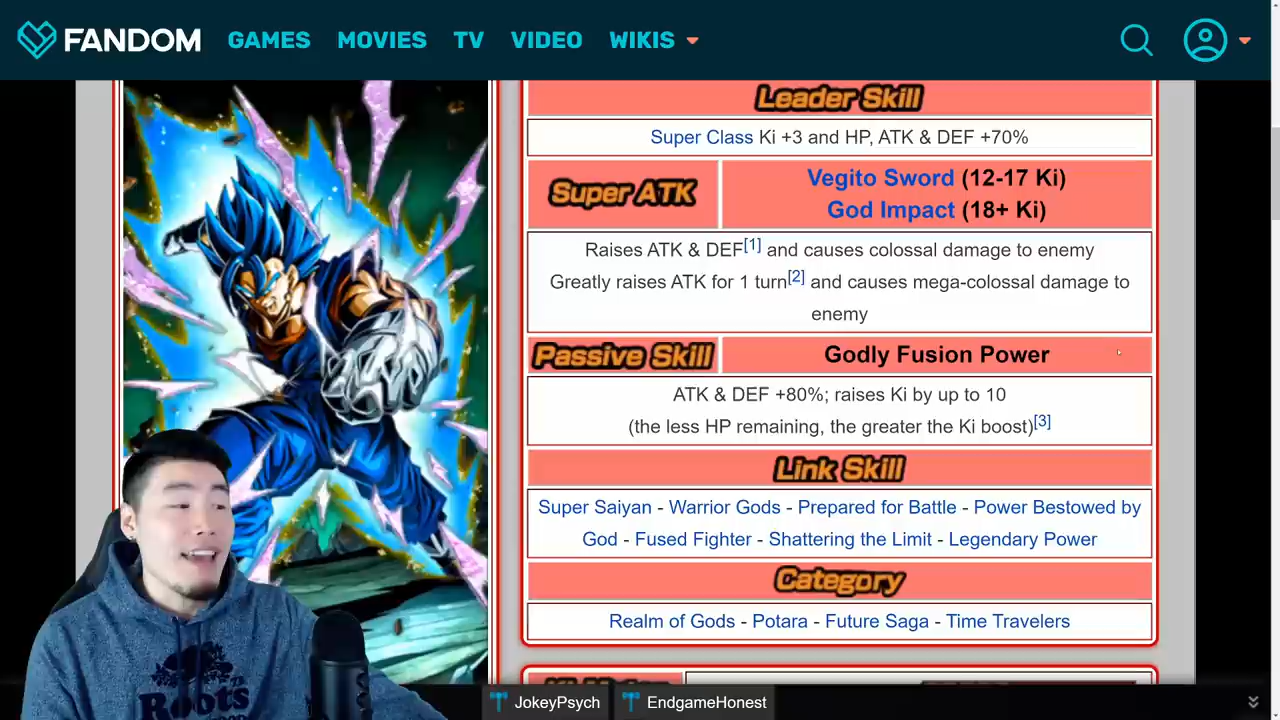 FANDOM GAMES MOVIES TV VIDEO WIKIS
Leader Skill
Super Class Ki +3 and HP, ATK & DEF +70%
Super ATK
Vegito Sword (12-17 Ki)
God Impact (18+ Ki)
Raises ATK & DEF[1] and causes colossal damage to enemy
Greatly raises ATK for 1 turn[2] and causes mega-colossal damage to
enemy
Passive Skill Godly Fusion Power
ATK & DEF +80%; raises Ki by up to 10
(the less HP remaining, the greater the Ki boost)[3]
Link Skill
Super Saiyan - Warrior Gods - Prepared for Battle - Power Bestowed by
God - Fused Fighter - Shattering the Limit - Legendary Power
Category
Realm of Gods - Potara - Future Saga - Time Travelers
Roots
JokeyPsych EndgameHonest